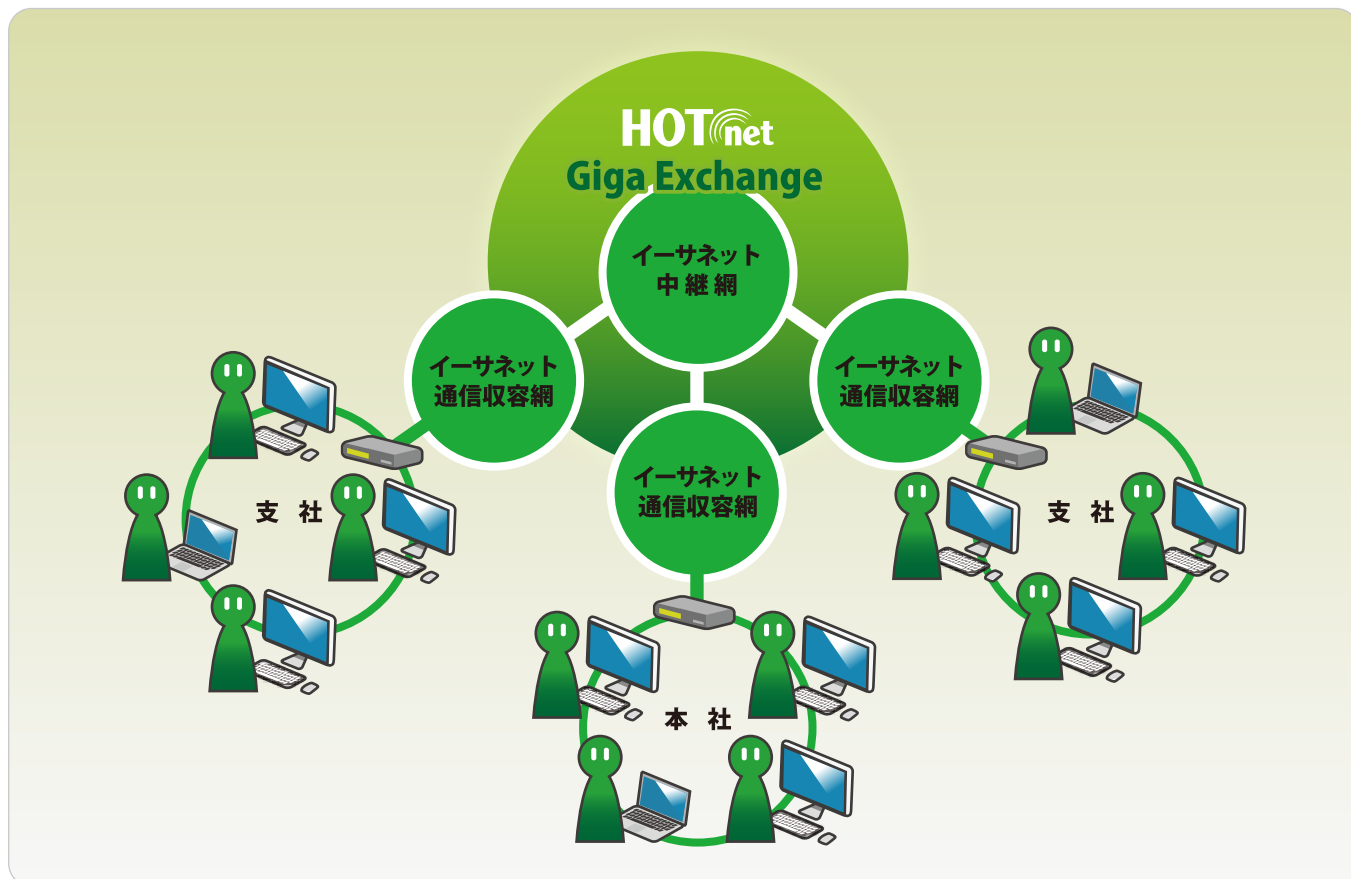 HOTnet
Giga Exchange
イーサネット
中継網
イーサネット
通信収容網
イーサネット
通信収容網
イーサネット
通信収容網
支 社
支 社
本 社